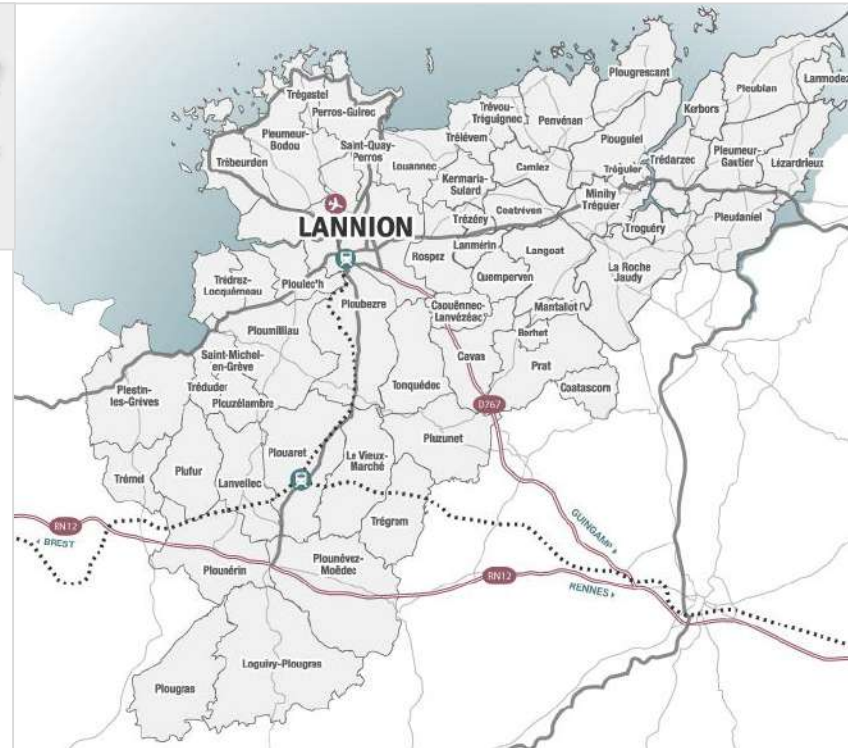 Plougrescant
Pleubian
Lanmodez
Trégastel
Perros-Guirec
Trévou-
Tréguignec
Penvénan
Kerbors
Pleumeur-
Bodou
Saint-Quay-
Perros
Trélévern
Plouguiel
Trébeurden
Louannec
Camlez
Tréguier
Trédarzec
Pleumeur-
Gautier
Lézardrieux
Kermaria-
Sulard
Minihy
Tréguier
LANNION
Trézény
Coatréven
Troguéry
Pleudaniel
Rospez
Lanmérin
Langoat
La Roche
Jaudy
Trédrez-
Locquémeau
Ploulec'h
Ploubezre
Quemperven
Caouënnec-
Lanvézéac
Mantallot
Berhet
Ploumilliau
Saint-Michel-
en-Grève
Cavan
Prat
Plestin-
les-Grèves
Tréduder
Plouzélambre
Tonquédec
Coatascorn
D767
Pluzunet
Plouaret
Le Vieux-
Marché
Trémel
Plufur
Lanvellec
Trégrom
RN12
BREST
GUINGAMP
Plounérin
Plounévez-
Moëdec
RN12
RENNES
Loguivy-Plougras
Plougras